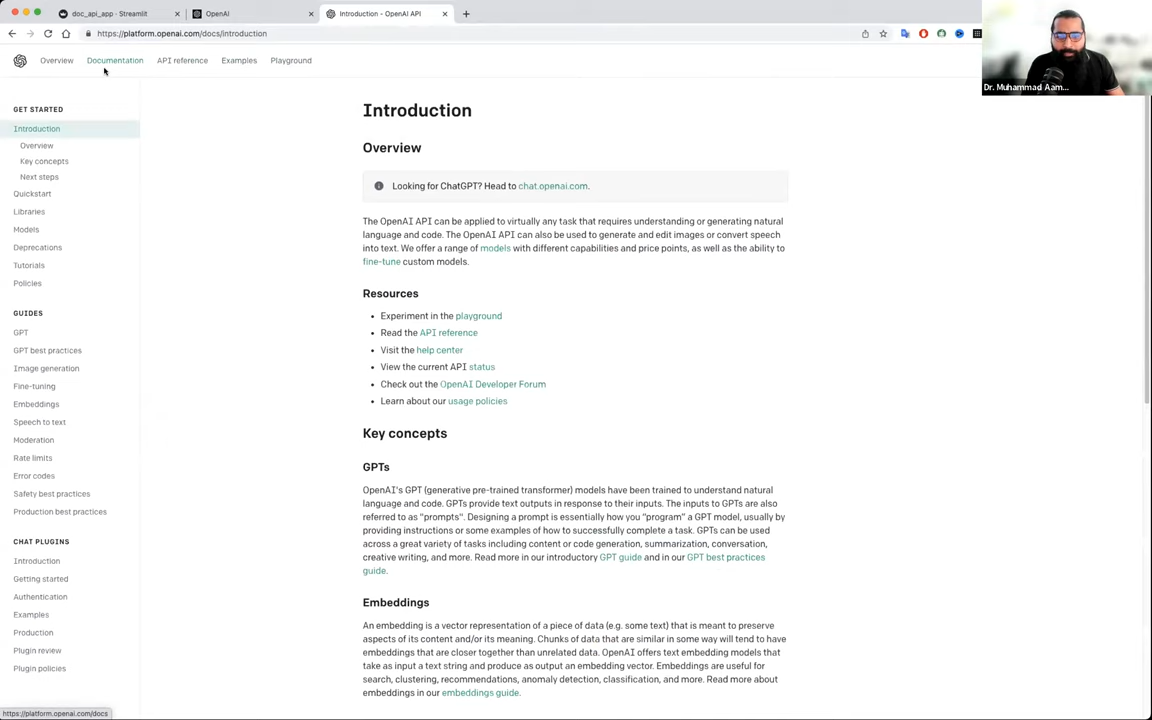 doc_api_app · Streamlit
OpenAI
Introduction - OpenAI API
https://platform.openai.com/docs/introduction
Overview
Documentation
API reference
Examples
Playground
Dr. Muhammad Aam...
GET STARTED
Introduction
Overview
Key concepts
Next steps
Quickstart
Libraries
Models
Deprecations
Tutorials
Policies
GUIDES
GPT
GPT best practices
Image generation
Fine-tuning
Embeddings
Speech to text
Moderation
Rate limits
Error codes
Safety best practices
Production best practices
CHAT PLUGINS
Introduction
Getting started
Authentication
Examples
Production
Plugin review
Plugin policies
Introduction
Overview
Looking for ChatGPT? Head to chat.openai.com.
The OpenAI API can be applied to virtually any task that requires understanding or generating natural
language and code. The OpenAI API can also be used to generate and edit images or convert speech
into text. We offer a range of models with different capabilities and price points, as well as the ability to
fine-tune custom models.
Resources
• Experiment in the playground
• Read the API reference
• Visit the help center
• View the current API status
• Check out the OpenAI Developer Forum
• Learn about our usage policies
Key concepts
GPTs
OpenAI's GPT (generative pre-trained transformer) models have been trained to understand natural
language and code. GPTs provide text outputs in response to their inputs. The inputs to GPTs are also
referred to as "prompts". Designing a prompt is essentially how you "program" a GPT model, usually by
providing instructions or some examples of how to successfully complete a task. GPTs can be used
across a great variety of tasks including content or code generation, summarization, conversation,
creative writing, and more. Read more in our introductory GPT guide and in our GPT best practices
guide.
Embeddings
An embedding is a vector representation of a piece of data (e.g. some text) that is meant to preserve
aspects of its content and/or its meaning. Chunks of data that are similar in some way will tend to have
embeddings that are closer together than unrelated data. OpenAI offers text embedding models that
take as input a text string and produce as output an embedding vector. Embeddings are useful for
search, clustering, recommendations, anomaly detection, classification, and more. Read more about
embeddings in our embeddings guide.
https://platform.openai.com/docs